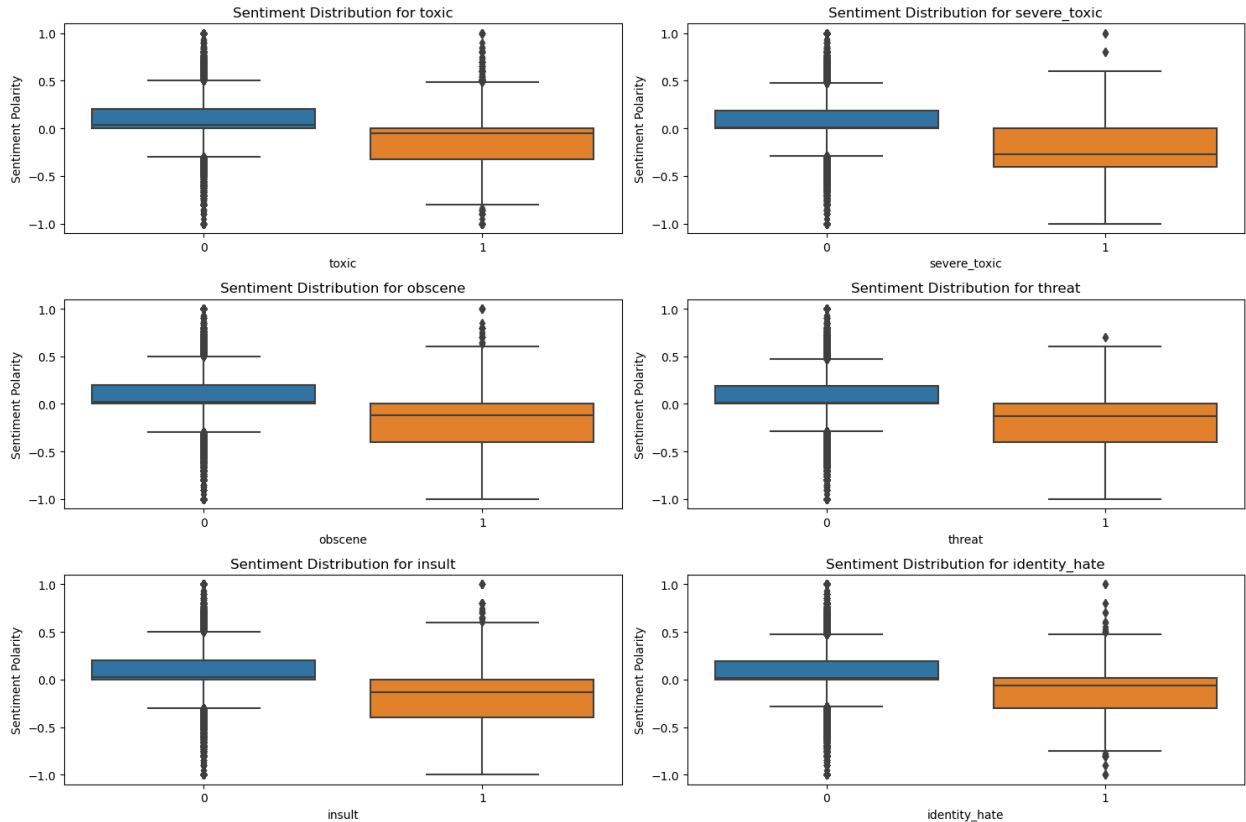 Sentiment Distribution for toxic
Sentiment Polarity
1.0
0.5
0.0
−0.5
−1.0
0 1
toxic
Sentiment Distribution for severe_toxic
Sentiment Polarity
1.0
0.5
0.0
−0.5
−1.0
0 1
severe_toxic
Sentiment Distribution for obscene
Sentiment Polarity
1.0
0.5
0.0
−0.5
−1.0
0 1
obscene
Sentiment Distribution for threat
Sentiment Polarity
1.0
0.5
0.0
−0.5
−1.0
0 1
threat
Sentiment Distribution for insult
Sentiment Polarity
1.0
0.5
0.0
−0.5
−1.0
0 1
insult
Sentiment Distribution for identity_hate
Sentiment Polarity
1.0
0.5
0.0
−0.5
−1.0
0 1
identity_hate